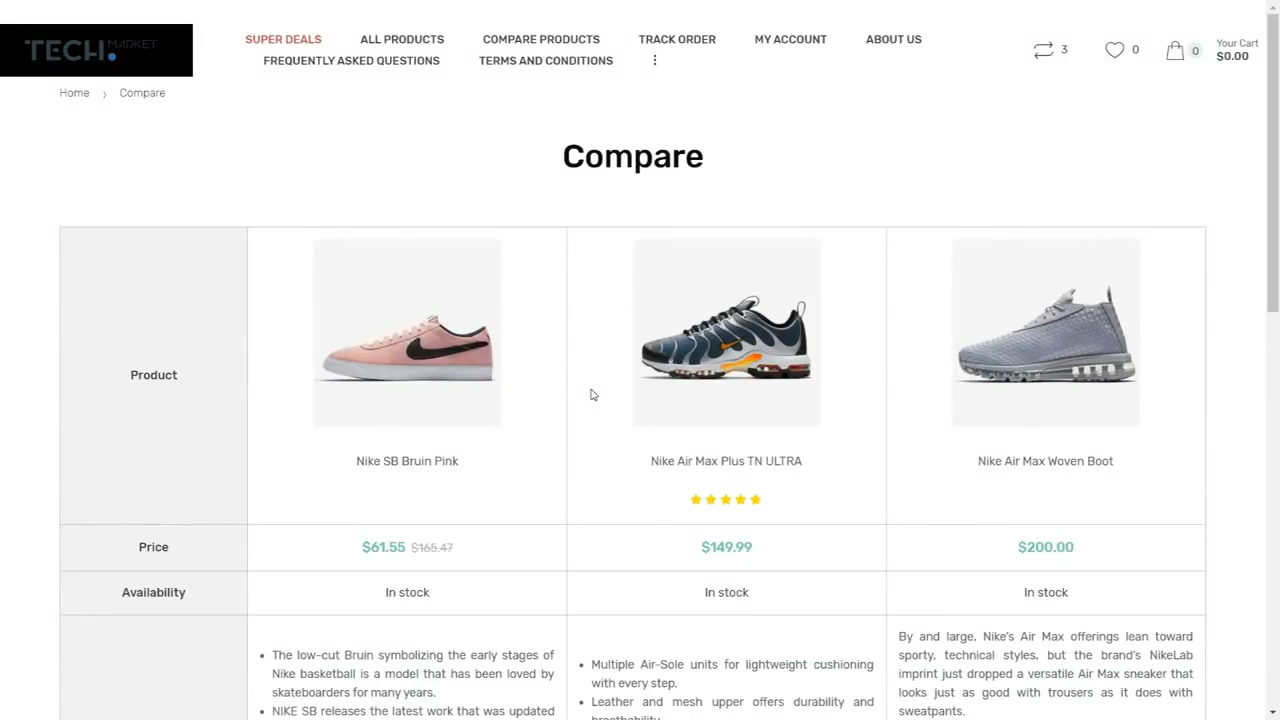 TECH.MARKET
SUPER DEALS ALL PRODUCTS COMPARE PRODUCTS TRACK ORDER MY ACCOUNT ABOUT US
FREQUENTLY ASKED QUESTIONS TERMS AND CONDITIONS
3
0
0
Your Cart
$0.00
Home › Compare
Compare
Product
Nike SB Bruin Pink
Nike Air Max Plus TN ULTRA
Nike Air Max Woven Boot
Price $61.55 $165.47 $149.99 $200.00
Availability In stock In stock In stock
• The low-cut Bruin symbolizing the early stages of
Nike basketball is a model that has been loved by
skateboarders for many years.
• NIKE SB releases the latest work that was updated
• Multiple Air-Sole units for lightweight cushioning
with every step.
• Leather and mesh upper offers durability and
breathability.
By and large, Nike's Air Max offerings lean toward
sporty, technical styles, but the brand's NikeLab
imprint just dropped a versatile Air Max sneaker that
looks just as good with trousers as it does with
sweatpants.